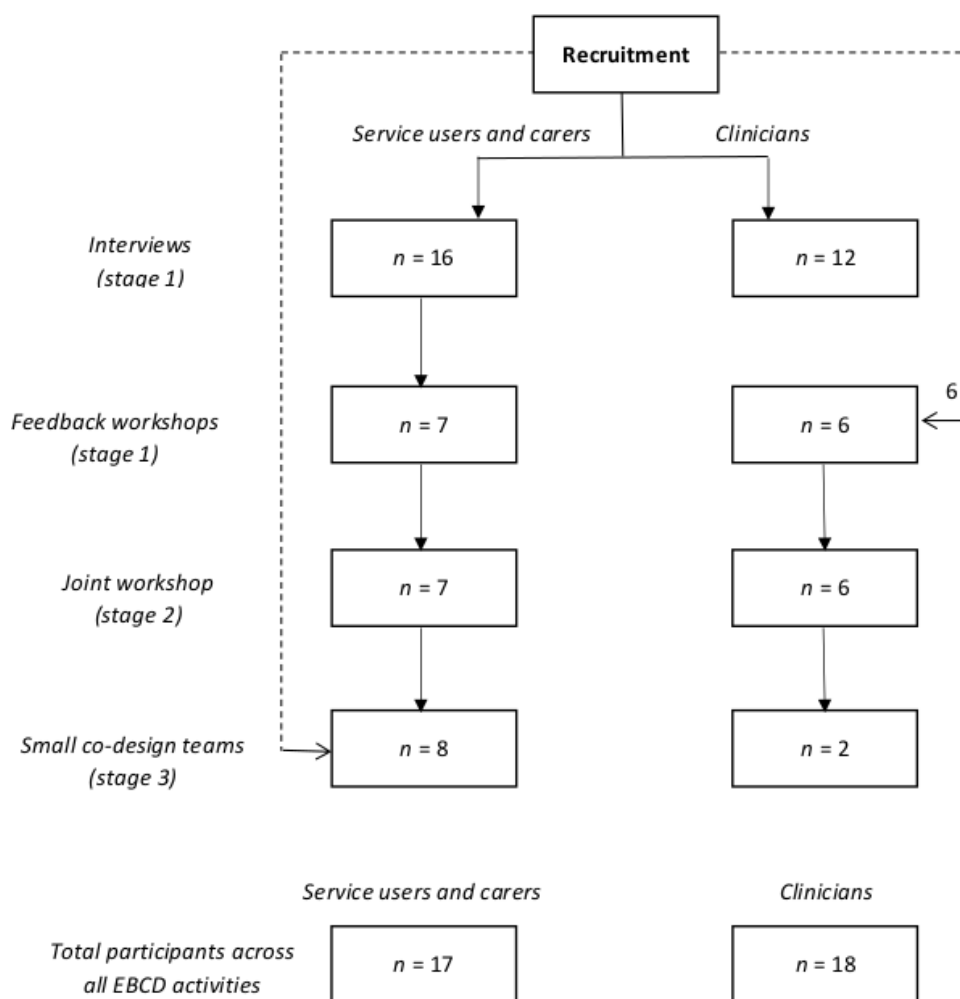 Recruitment
Service users and carers
Clinicians
Interviews
(stage 1)
n = 16
n = 12
Feedback workshops
(stage 1)
n = 7
n = 6
6
Joint workshop
(stage 2)
n = 7
n = 6
Small co-design teams
(stage 3)
n = 8
n = 2
Service users and carers
Clinicians
Total participants across
all EBCD activities
n = 17
n = 18